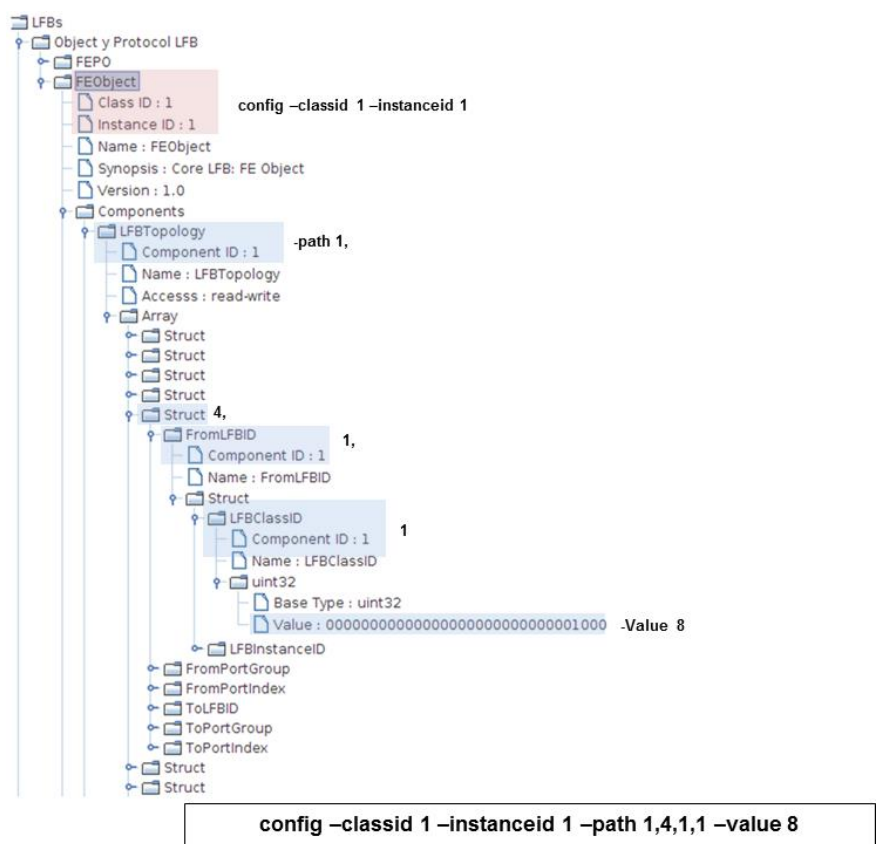 LFBs
Object y Protocol LFB
FEPO
FEObject
Class ID : 1
config –classid 1 –instanceid 1
Instance ID : 1
Name : FEObject
Synopsis : Core LFB: FE Object
Version : 1.0
Components
LFBTopology
-path 1,
Component ID : 1
Name : LFBTopology
Accesss : read-write
Array
Struct
Struct
Struct
Struct
Struct 4,
FromLFBID
1,
Component ID : 1
Name : FromLFBID
Struct
LFBClassID
1
Component ID : 1
Name : LFBClassID
uint32
Base Type : uint32
Value : 00000000000000000000000000001000 -Value 8
LFBInstanceID
FromPortGroup
FromPortIndex
ToLFBID
ToPortGroup
ToPortIndex
Struct
Struct
config –classid 1 –instanceid 1 –path 1,4,1,1 –value 8